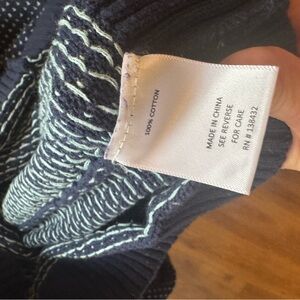 100% COTTON
MADE IN CHINA
SEE REVERSE
FOR CARE
RN # 138432